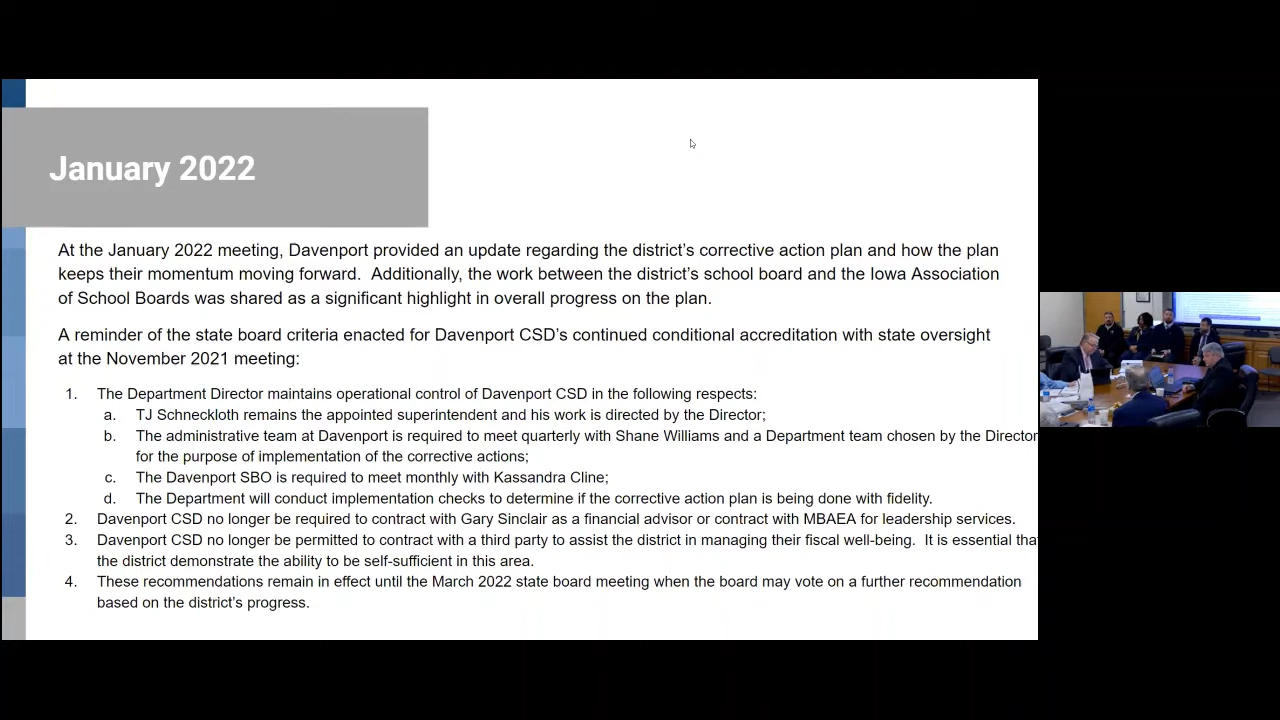 January 2022
At the January 2022 meeting, Davenport provided an update regarding the district's corrective action plan and how the plan
keeps their momentum moving forward. Additionally, the work between the district's school board and the Iowa Association
of School Boards was shared as a significant highlight in overall progress on the plan.
A reminder of the state board criteria enacted for Davenport CSD's continued conditional accreditation with state oversight
at the November 2021 meeting:
1. The Department Director maintains operational control of Davenport CSD in the following respects:
a. TJ Schneckloth remains the appointed superintendent and his work is directed by the Director;
b. The administrative team at Davenport is required to meet quarterly with Shane Williams and a Department team chosen by the Director
for the purpose of implementation of the corrective actions;
c. The Davenport SBO is required to meet monthly with Kassandra Cline;
d. The Department will conduct implementation checks to determine if the corrective action plan is being done with fidelity.
2. Davenport CSD no longer be required to contract with Gary Sinclair as a financial advisor or contract with MBAEA for leadership services.
3. Davenport CSD no longer be permitted to contract with a third party to assist the district in managing their fiscal well-being. It is essential that
the district demonstrate the ability to be self-sufficient in this area.
4. These recommendations remain in effect until the March 2022 state board meeting when the board may vote on a further recommendation
based on the district's progress.